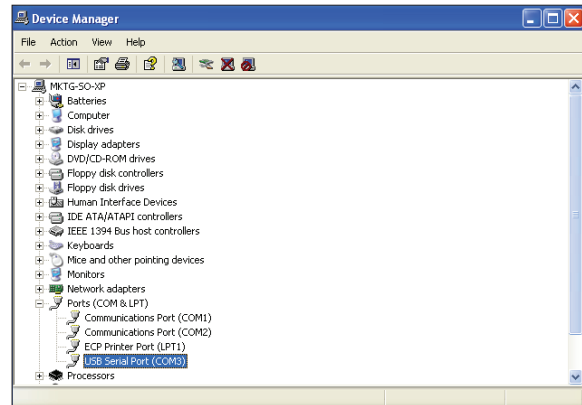 Device Manager
File Action View Help
MKTG-SO-XP
Batteries
Computer
Disk drives
Display adapters
DVD/CD-ROM drives
Floppy disk controllers
Floppy disk drives
Human Interface Devices
IDE ATA/ATAPI controllers
IEEE 1394 Bus host controllers
Keyboards
Mice and other pointing devices
Monitors
Network adapters
Ports (COM & LPT)
Communications Port (COM1)
Communications Port (COM2)
ECP Printer Port (LPT1)
USB Serial Port (COM3)
Processors